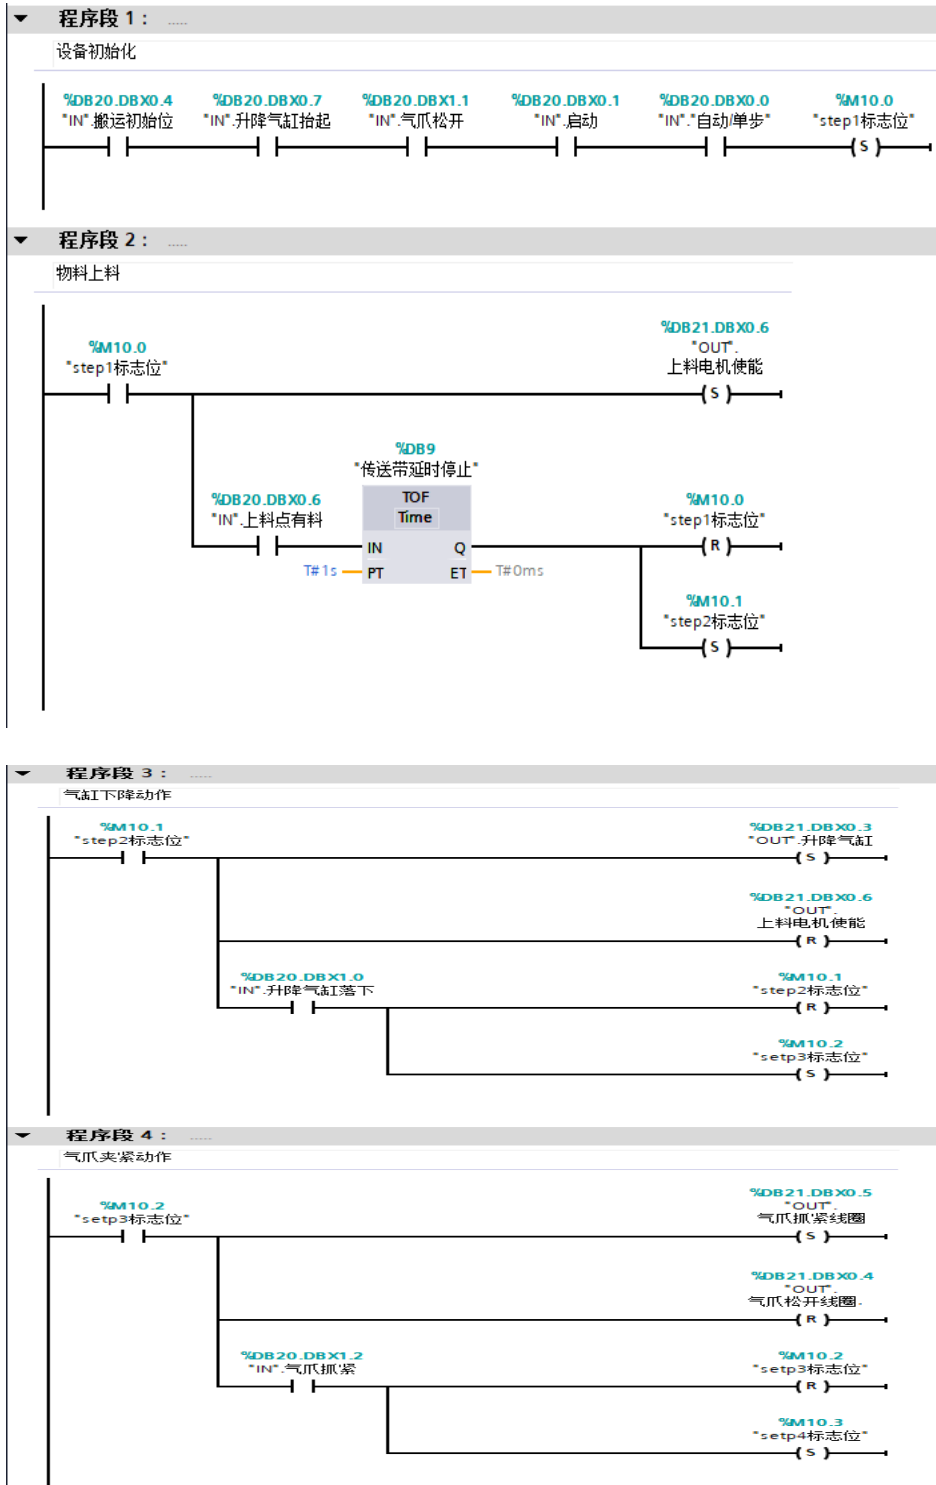 程序段 1： .....
设备初始化
%DB20.DBX0.4 %DB20.DBX0.7 %DB20.DBX1.1 %DB20.DBX0.1 %DB20.DBX0.0 %M10.0
"IN".搬运初始位 "IN".升降气缸抬起 "IN".气爪松开 "IN".启动 "IN"."自动/单步" "step1标志位"
S
程序段 2： .....
物料上料
%DB21.DBX0.6
%M10.0 "OUT".
"step1标志位" 上料电机使能
S
%DB9
"传送带延时停止"
%DB20.DBX0.6 TOF %M10.0
"IN".上料点有料 Time "step1标志位"
IN Q R
T#1s PT ET T#0ms
%M10.1
"step2标志位"
S
程序段 3： .....
气缸下降动作
%M10.1 %DB21.DBX0.3
"step2标志位" "OUT".升降气缸
S
%DB21.DBX0.6
"OUT".
上料电机使能
R
%DB20.DBX1.0 %M10.1
"IN".升降气缸落下 "step2标志位"
R
%M10.2
"setp3标志位"
S
程序段 4： .....
气爪夹紧动作
%DB21.DBX0.5
%M10.2 "OUT".
"setp3标志位" 气爪抓紧线圈
S
%DB21.DBX0.4
"OUT".
气爪松开线圈.
R
%DB20.DBX1.2 %M10.2
"IN".气爪抓紧 "setp3标志位"
R
%M10.3
"setp4标志位"
S